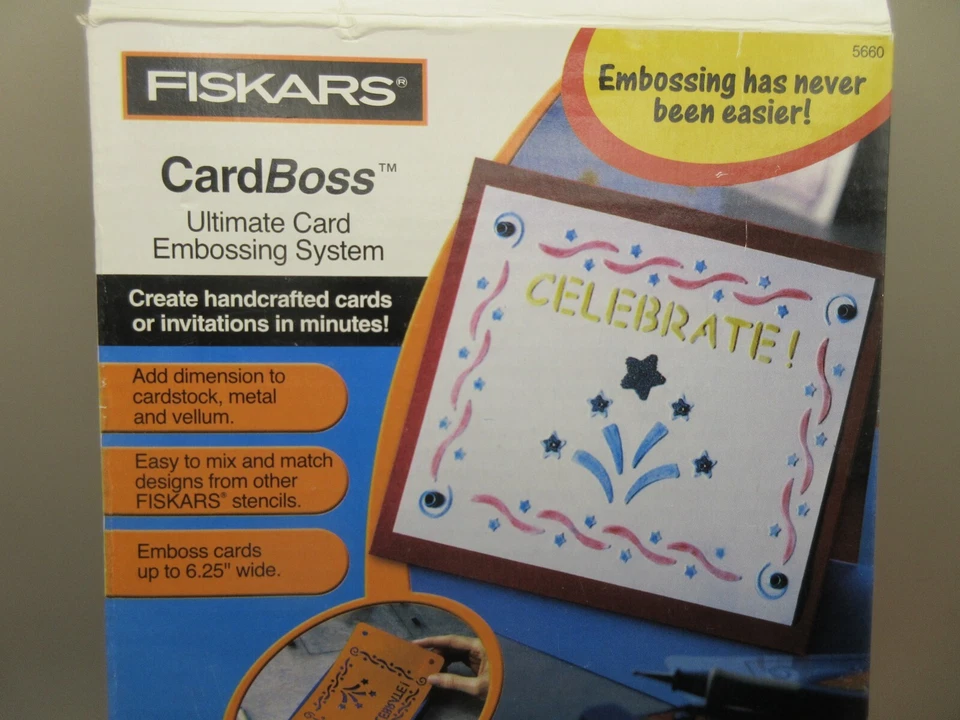 5660
FISKARS®
Embossing has never
been easier!
CardBoss™
Ultimate Card
Embossing System
Create handcrafted cards
or invitations in minutes!
Add dimension to
cardstock, metal
and vellum.
Easy to mix and match
designs from other
FISKARS® stencils.
Emboss cards
up to 6.25" wide.
CELEBRATE!
CELEBRATE!